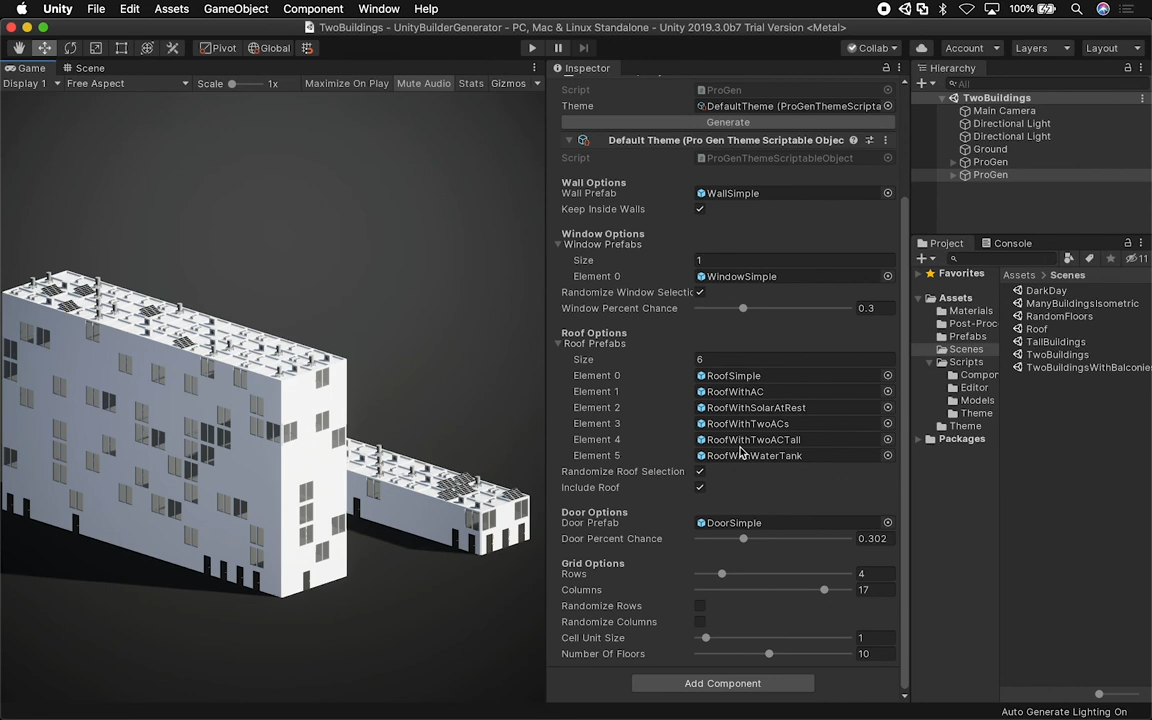 Unity File Edit Assets GameObject Component Window Help 100%
TwoBuildings - UnityBuilderGenerator - PC, Mac & Linux Standalone - Unity 2019.3.0b7 Trial Version <Metal>
Pivot Global Collab Account Layers Layout
Game Scene
Display 1 Free Aspect Scale 1x Maximize On Play Mute Audio Stats Gizmos
Inspector
Script ProGen
Theme DefaultTheme (ProGenThemeScripta
Generate
Default Theme (Pro Gen Theme Scriptable Objec
Script ProGenThemeScriptableObject
Wall Options
Wall Prefab WallSimple
Keep Inside Walls
Window Options
Window Prefabs
Size 1
Element 0 WindowSimple
Randomize Window Selectic
Window Percent Chance 0.3
Roof Options
Roof Prefabs
Size 6
Element 0 RoofSimple
Element 1 RoofWithAC
Element 2 RoofWithSolarAtRest
Element 3 RoofWithTwoACs
Element 4 RoofWithTwoACTall
Element 5 RoofWithWaterTank
Randomize Roof Selection
Include Roof
Door Options
Door Prefab DoorSimple
Door Percent Chance 0.302
Grid Options
Rows 4
Columns 17
Randomize Rows
Randomize Columns
Cell Unit Size 1
Number Of Floors 10
Add Component
Hierarchy
All
TwoBuildings
Main Camera
Directional Light
Directional Light
Ground
ProGen
ProGen
Project Console
11
Favorites
Assets
Materials
Post-Proc
Prefabs
Scenes
Scripts
Compor
Editor
Models
Theme
Theme
Packages
Assets > Scenes
DarkDay
ManyBuildingsIsometric
RandomFloors
Roof
TallBuildings
TwoBuildings
TwoBuildingsWithBalconies
Auto Generate Lighting On